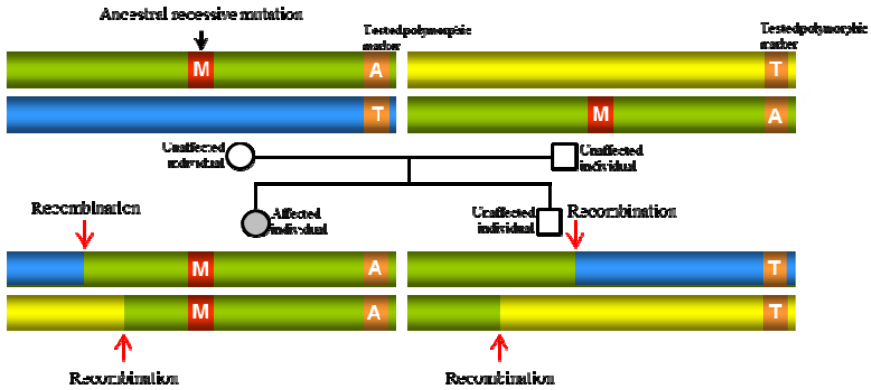 Ancestral recessive mutation
Tested polymorphic
marker
Tested polymorphic
marker
M
A
T
T
M
A
Unaffected
individual
Unaffected
individual
Recombination
Affected
individual
Unaffected
individual
Recombination
M
A
T
M
A
T
Recombination
Recombination